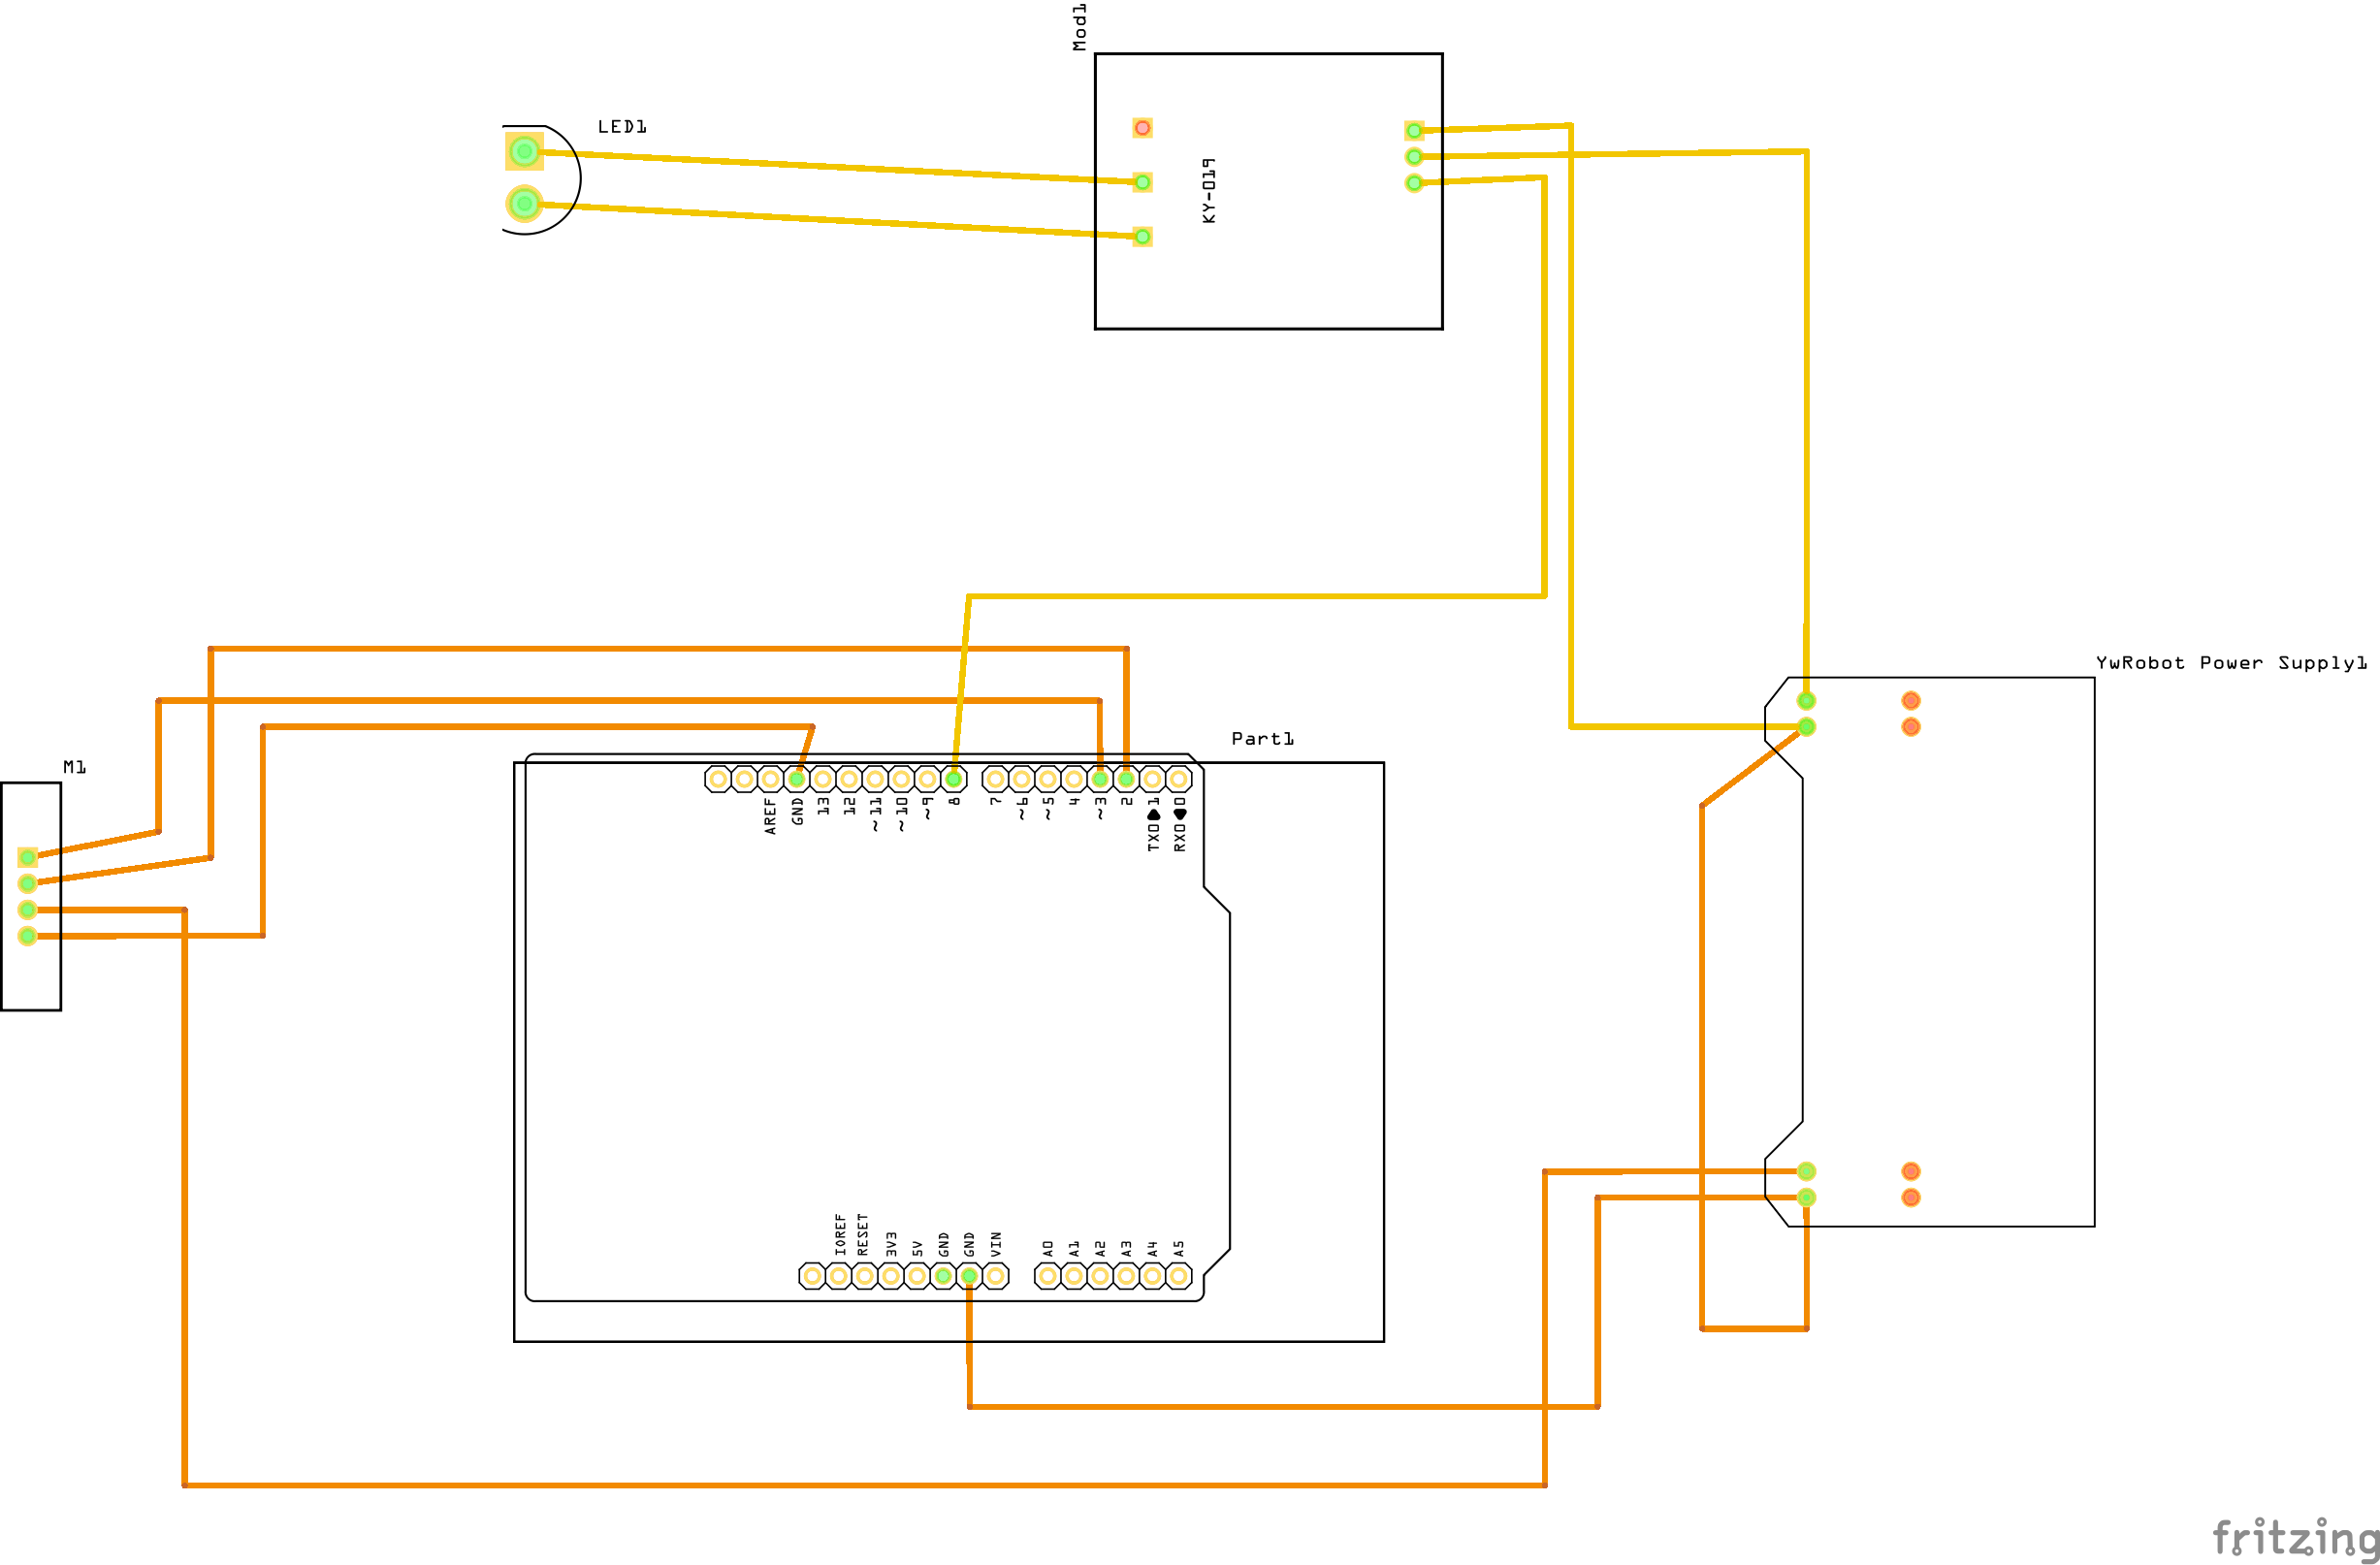 Mod1
LED1
KY-019
YwRobot Power Supply1
Part1
M1
AREF
GND
13
12
~11
~10
~9
8
7
~6
~5
4
~3
2
TX0▶1
RX0◀0
IOREF
RESET
3V3
5V
GND
GND
VIN
A0
A1
A2
A3
A4
A5
fritzing